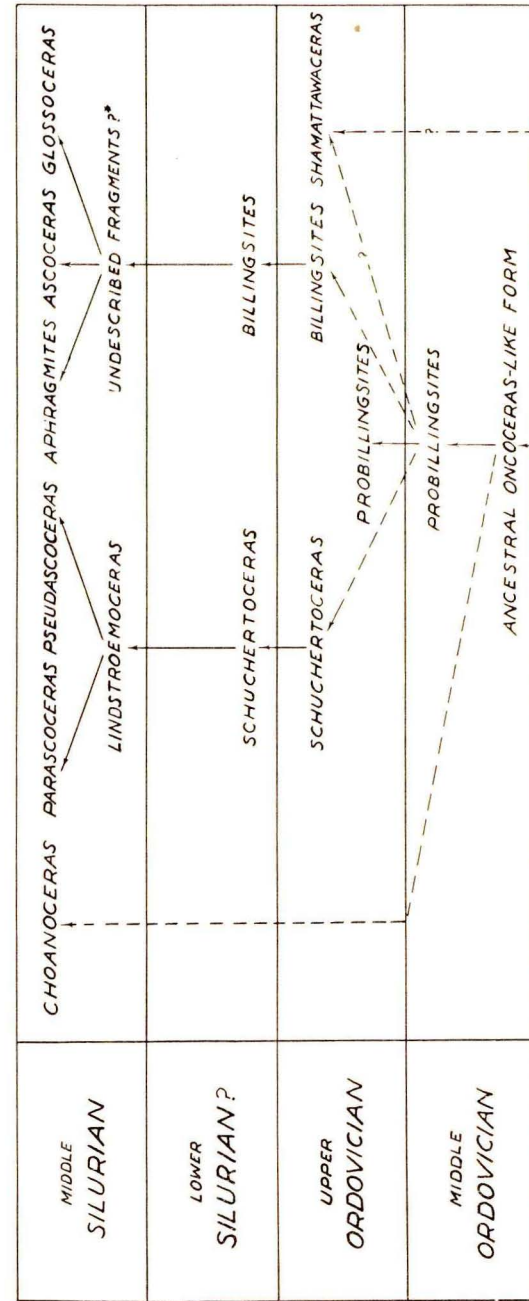 MIDDLE
SILURIAN
CHOANOCERAS PARASCOCERAS PSEUDASCOCERAS APHRAGMITES ASCOCERAS GLOSSOCERAS
LINDSTROEMOCERAS
UNDESCRIBED FRAGMENTS?*
LOWER
SILURIAN?
SCHUCHERTOCERAS
BILLINGSITES
UPPER
ORDOVICIAN
SCHUCHERTOCERAS
BILLINGSITES SHAMATTAWACERAS
PROBILLINGSITES
?
?
MIDDLE
ORDOVICIAN
PROBILLINGSITES
ANCESTRAL ONCOCERAS-LIKE FORM